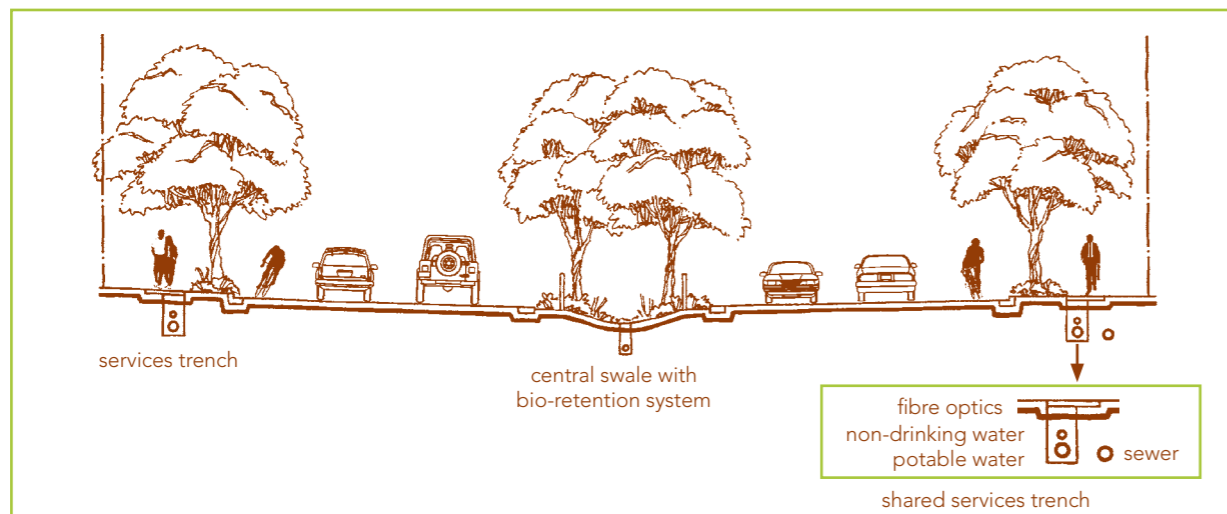 services trench
central swale with
bio-retention system
fibre optics
non-drinking water
potable water
sewer
shared services trench